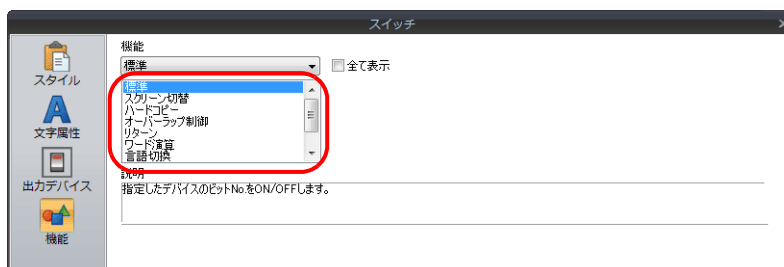 スイッチ
スタイル
文字属性
出力デバイス
機能
機能
標準
全て表示
標準
スクリーン切替
ハードコピー
オーバーラップ制御
リターン
ワード演算
言語切換
説明
指定したデバイスのビットNo.をON/OFFします。